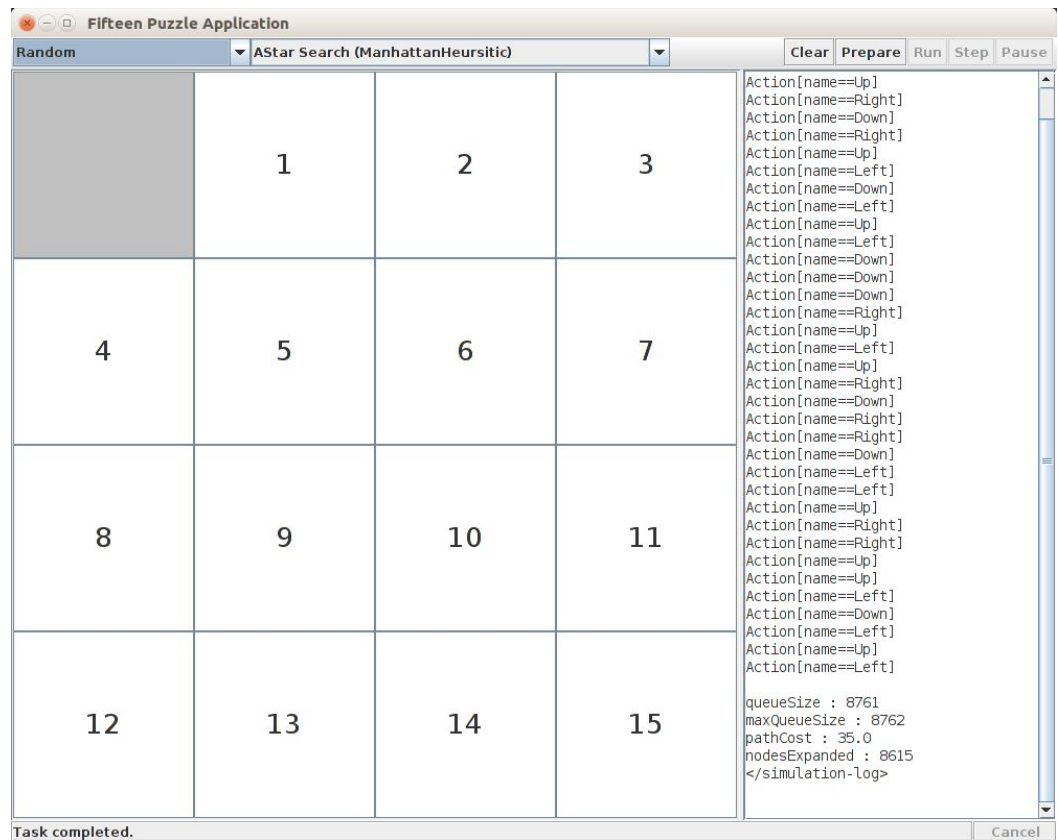 Fifteen Puzzle Application
Random AStar Search (ManhattanHeursitic) Clear Prepare Run Step Pause
1 2 3
4 5 6 7
8 9 10 11
12 13 14 15
Action[name==Up]
Action[name==Right]
Action[name==Down]
Action[name==Right]
Action[name==Up]
Action[name==Left]
Action[name==Down]
Action[name==Left]
Action[name==Up]
Action[name==Left]
Action[name==Down]
Action[name==Down]
Action[name==Down]
Action[name==Right]
Action[name==Up]
Action[name==Left]
Action[name==Up]
Action[name==Right]
Action[name==Down]
Action[name==Right]
Action[name==Right]
Action[name==Down]
Action[name==Left]
Action[name==Left]
Action[name==Up]
Action[name==Right]
Action[name==Right]
Action[name==Up]
Action[name==Up]
Action[name==Left]
Action[name==Down]
Action[name==Left]
Action[name==Up]
Action[name==Left]
queueSize : 8761
maxQueueSize : 8762
pathCost : 35.0
nodesExpanded : 8615
</simulation-log>
Task completed. Cancel